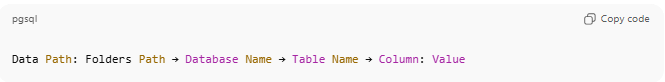 pgsql
Copy code
Data Path: Folders Path → Database Name → Table Name → Column: Value